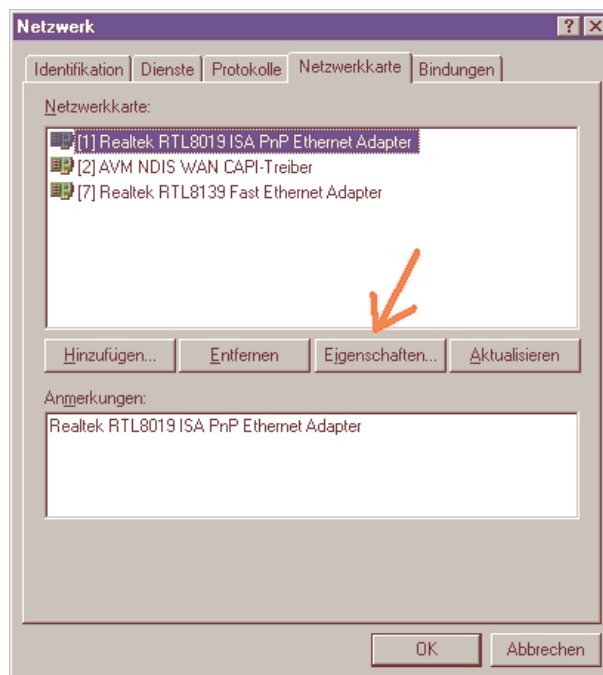 Netzwerk
Identifikation Dienste Protokolle Netzwerkkarte Bindungen
Netzwerkkarte:
[1] Realtek RTL8019 ISA PnP Ethernet Adapter
[2] AVM NDIS WAN CAPI-Treiber
[7] Realtek RTL8139 Fast Ethernet Adapter
Hinzufügen... Entfernen Eigenschaften... Aktualisieren
Anmerkungen:
Realtek RTL8019 ISA PnP Ethernet Adapter
OK Abbrechen